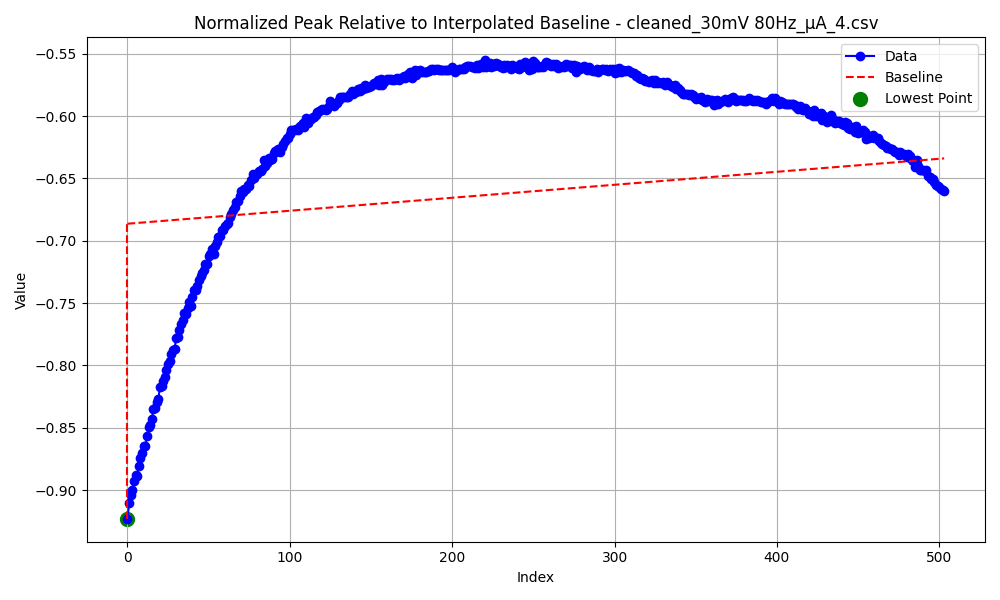 Normalized Peak Relative to Interpolated Baseline - cleaned_30mV 80Hz_µA_4.csv
Data
Baseline
Lowest Point
Value
−0.55
−0.60
−0.65
−0.70
−0.75
−0.80
−0.85
−0.90
0
100
200
300
400
500
Index